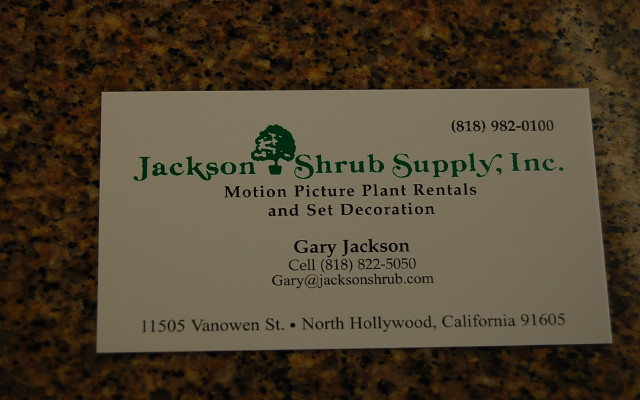 (818) 982-0100
Jackson Shrub Supply, Inc.
Motion Picture Plant Rentals
and Set Decoration
Gary Jackson
Cell (818) 822-5050
Gary@jacksonshrub.com
11505 Vanowen St. • North Hollywood, California 91605